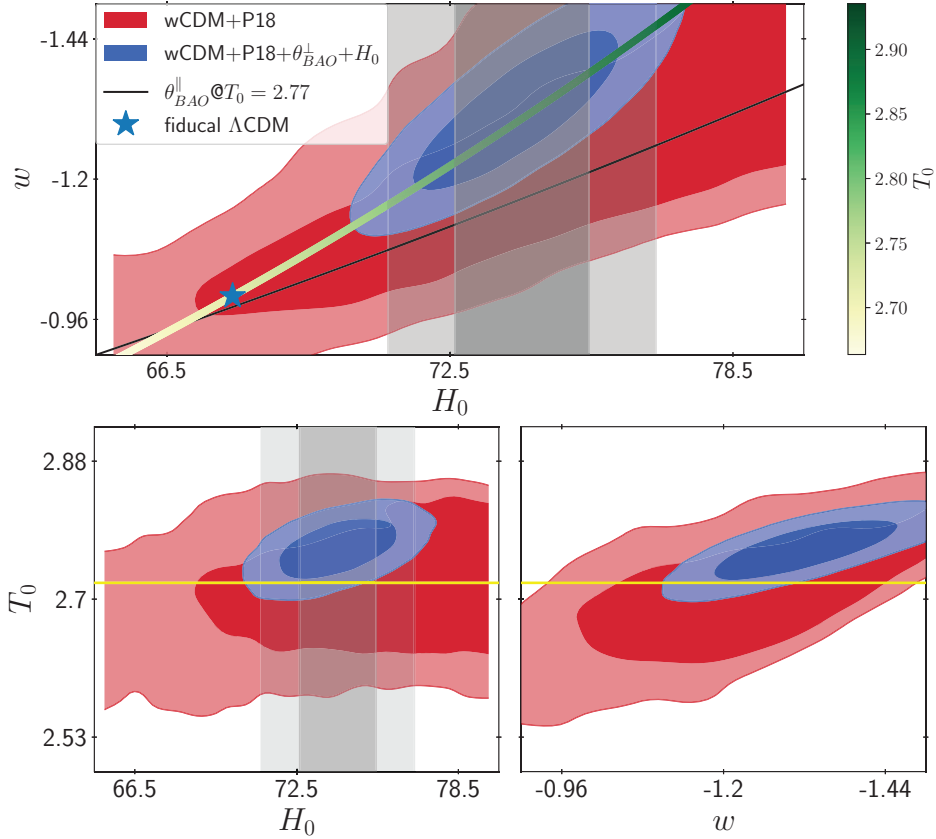 wCDM+P18
wCDM+P18+θ⊥BAO+H0
θ∥BAO@T0 = 2.77
fiducal ΛCDM
-1.44
-1.2
-0.96
w
66.5 72.5 78.5
H0
2.90
2.85
2.80
2.75
2.70
T0
2.88
2.7
2.53
T0
66.5 72.5 78.5
H0
-0.96 -1.2 -1.44
w